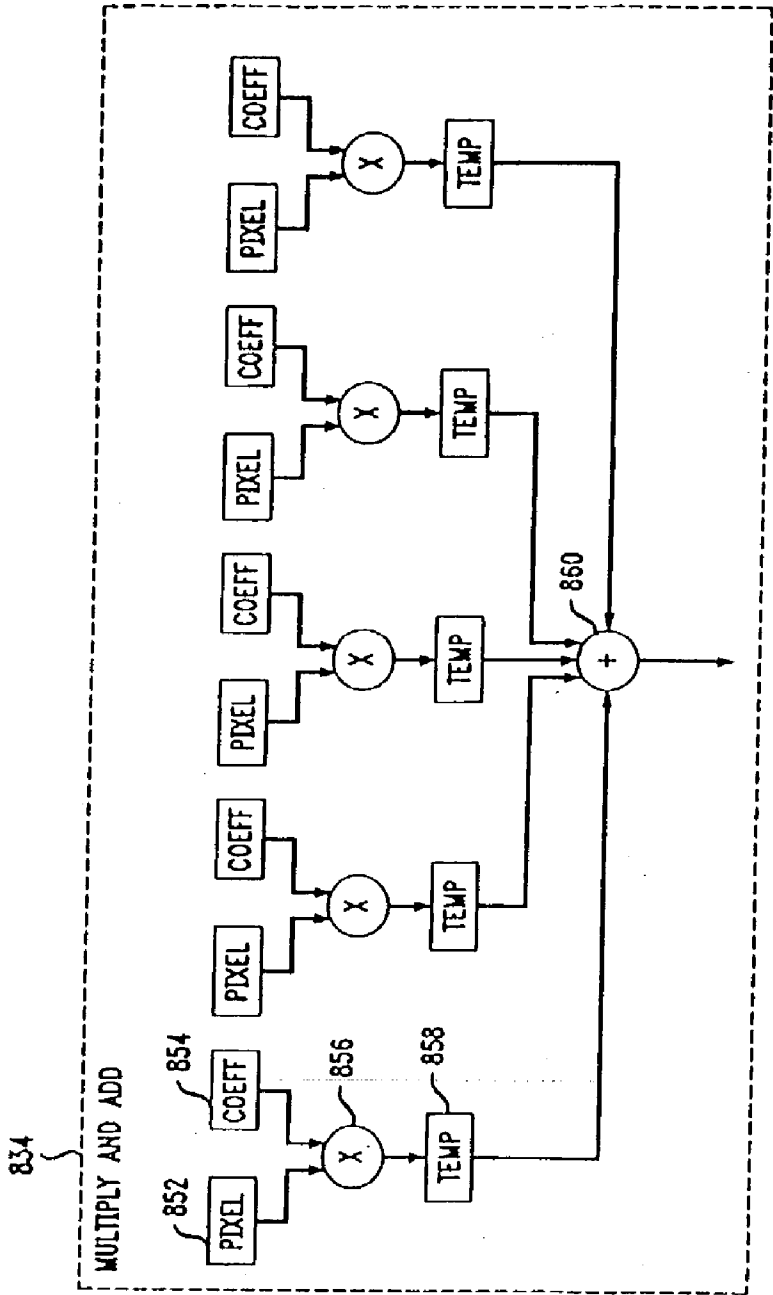 834
MULTIPLY AND ADD
852
854
PIXEL COEFF PIXEL COEFF PIXEL COEFF PIXEL COEFF PIXEL COEFF
856
X X X X X
858
TEMP TEMP TEMP TEMP TEMP
860
+